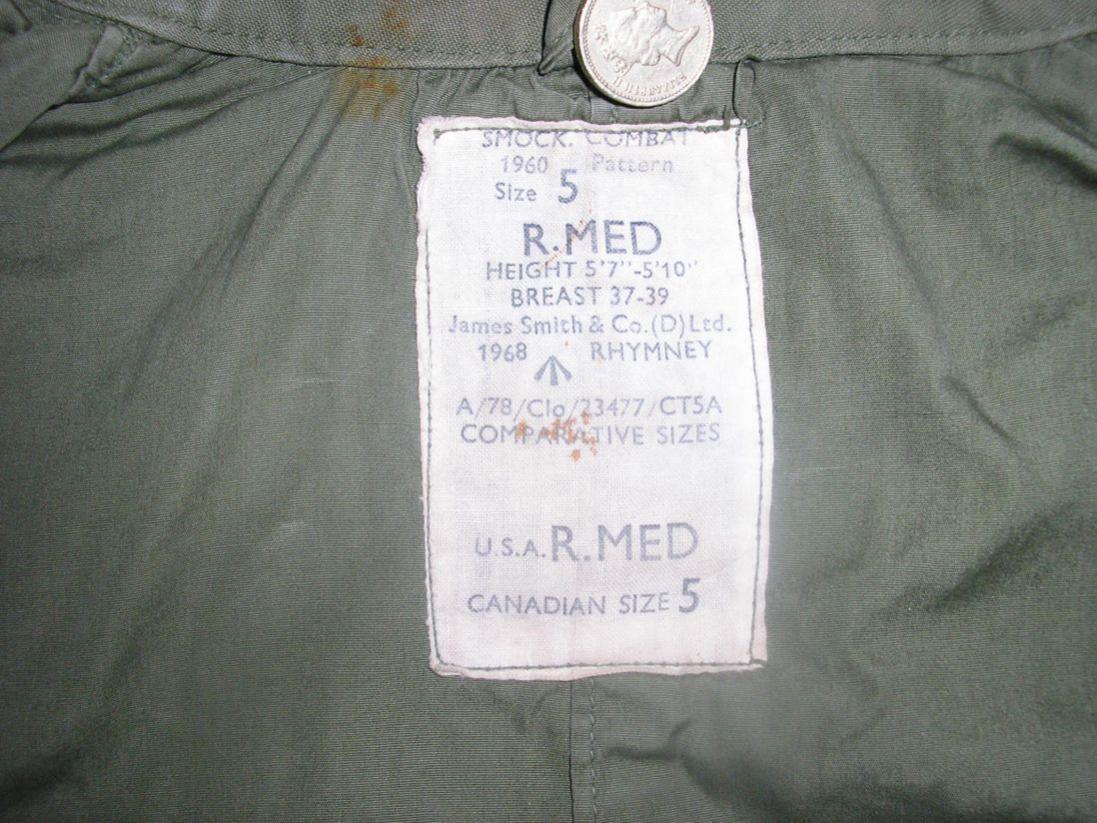 SMOCK. COMBAT
1960 Pattern
Size 5
R.MED
HEIGHT 5'7"-5'10"
BREAST 37-39
James Smith & Co.(D)Ltd.
1968 RHYMNEY
A/78/Clo/23477/CT5A
COMPARATIVE SIZES
U.S.A. R.MED
CANADIAN SIZE 5